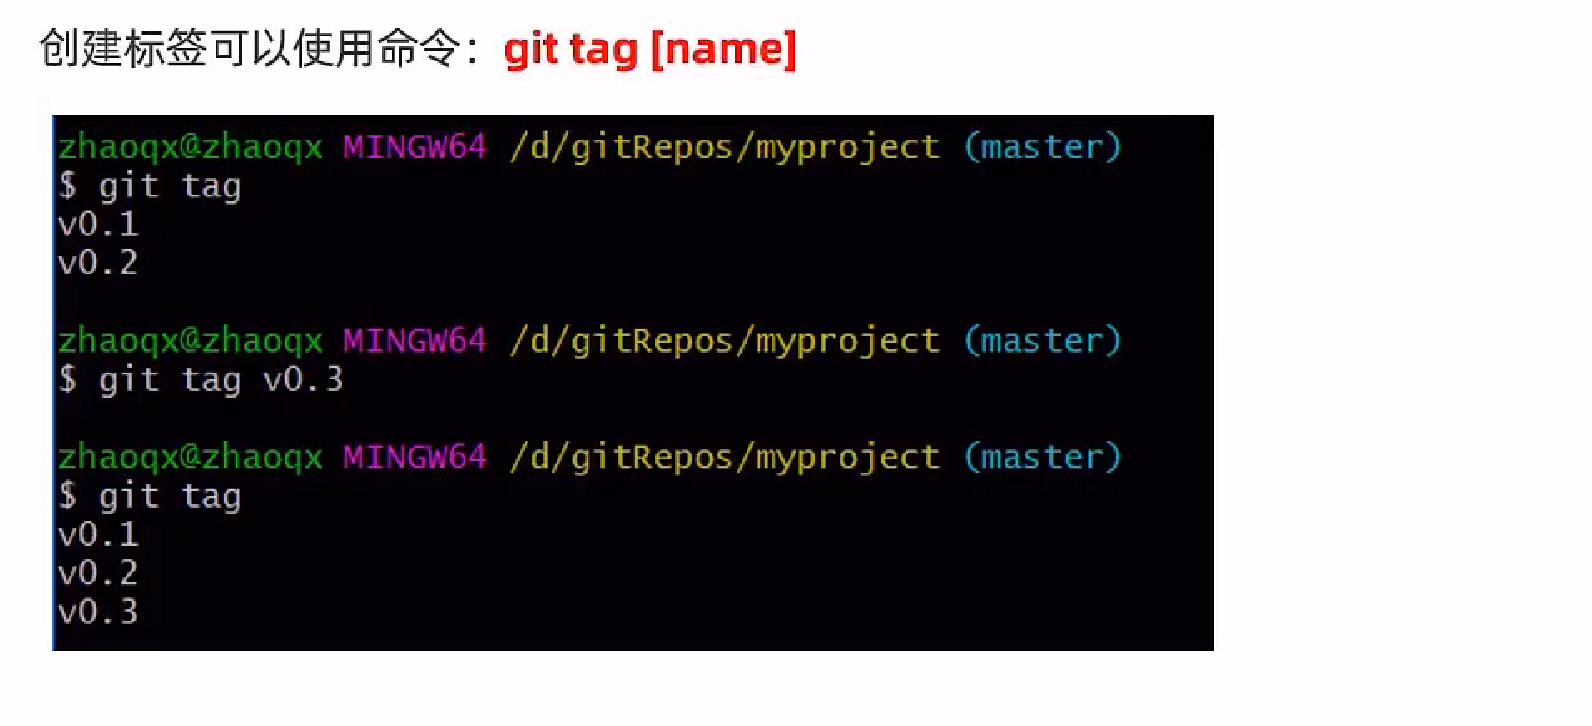 创建标签可以使用命令：git tag [name]
zhaoqx@zhaoqx MINGW64 /d/gitRepos/myproject (master)
$ git tag
v0.1
v0.2
zhaoqx@zhaoqx MINGW64 /d/gitRepos/myproject (master)
$ git tag v0.3
zhaoqx@zhaoqx MINGW64 /d/gitRepos/myproject (master)
$ git tag
v0.1
v0.2
v0.3